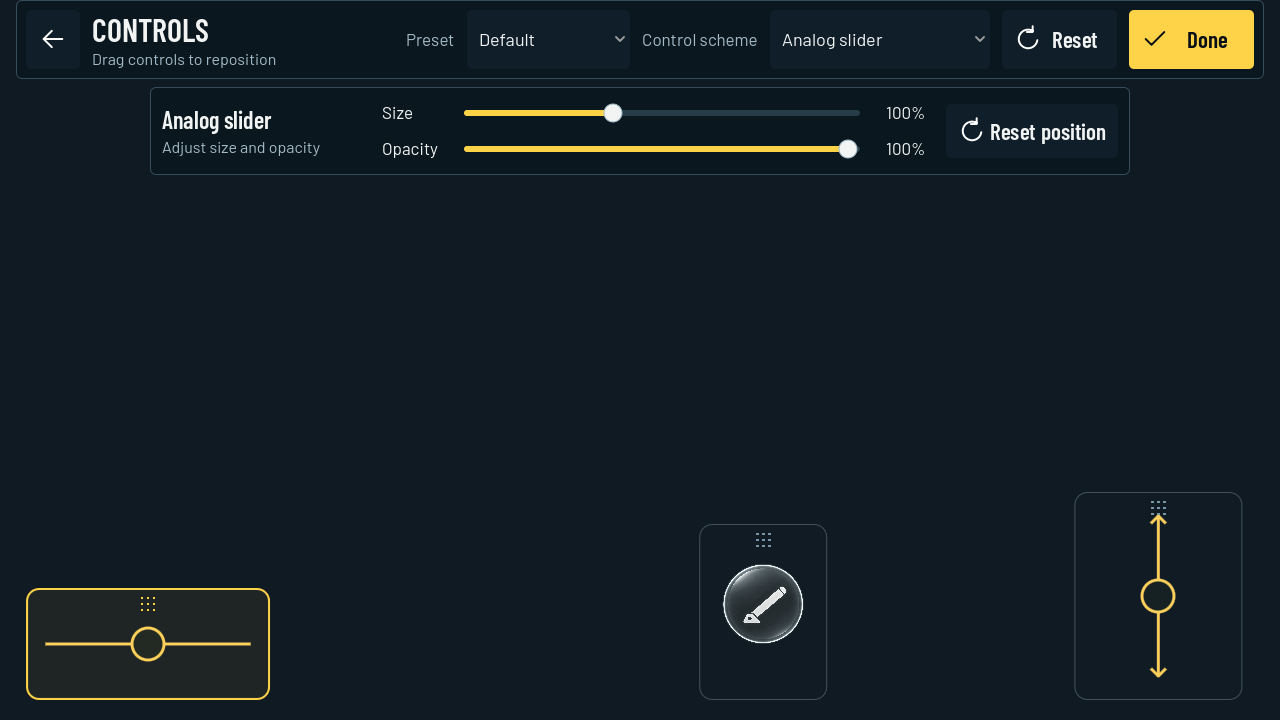 CONTROLS
Drag controls to reposition
Preset
Default
Control scheme
Analog slider
Reset
Done
Analog slider
Adjust size and opacity
Size
100%
Opacity
100%
Reset position